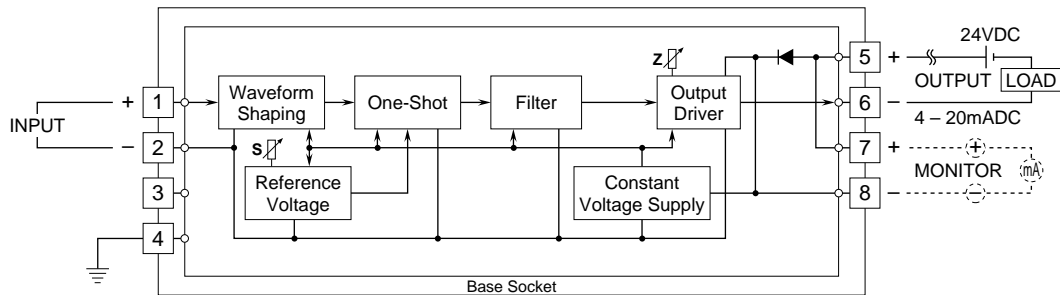 24VDC
5
+
1
+
Waveform
Shaping
One-Shot
Filter
Z
Output
Driver
OUTPUT
LOAD
6
−
INPUT
4 – 20mADC
2
−
S
7
+
+
MONITOR
mA
3
Reference
Voltage
Constant
Voltage Supply
8
−
−
4
Base Socket